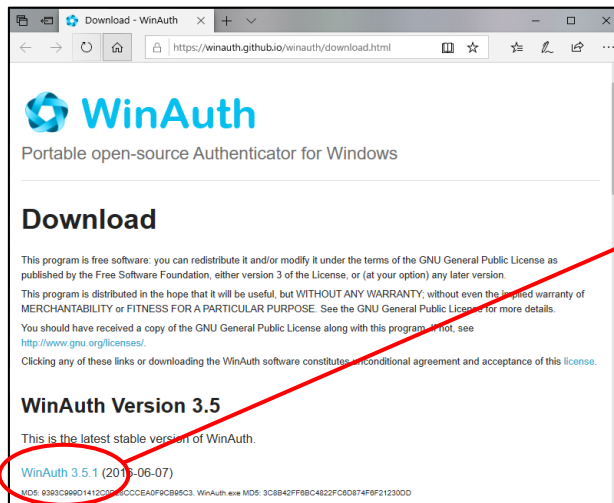 Download - WinAuth
https://winauth.github.io/winauth/download.html
WinAuth
Portable open-source Authenticator for Windows
Download
This program is free software: you can redistribute it and/or modify it under the terms of the GNU General Public License as
published by the Free Software Foundation, either version 3 of the License, or (at your option) any later version.
This program is distributed in the hope that it will be useful, but WITHOUT ANY WARRANTY; without even the implied warranty of
MERCHANTABILITY or FITNESS FOR A PARTICULAR PURPOSE. See the GNU General Public License for more details.
You should have received a copy of the GNU General Public License along with this program. If not, see
http://www.gnu.org/licenses/.
Clicking any of these links or downloading the WinAuth software constitutes unconditional agreement and acceptance of this license.
WinAuth Version 3.5
This is the latest stable version of WinAuth.
WinAuth 3.5.1 (2016-06-07)
MD5: WinAuth.exe MD5: 3C8B42FF6BC4822FC6D874F6F21230DD